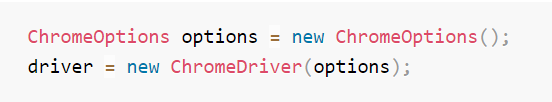 ChromeOptions options = new ChromeOptions();
driver = new ChromeDriver(options);